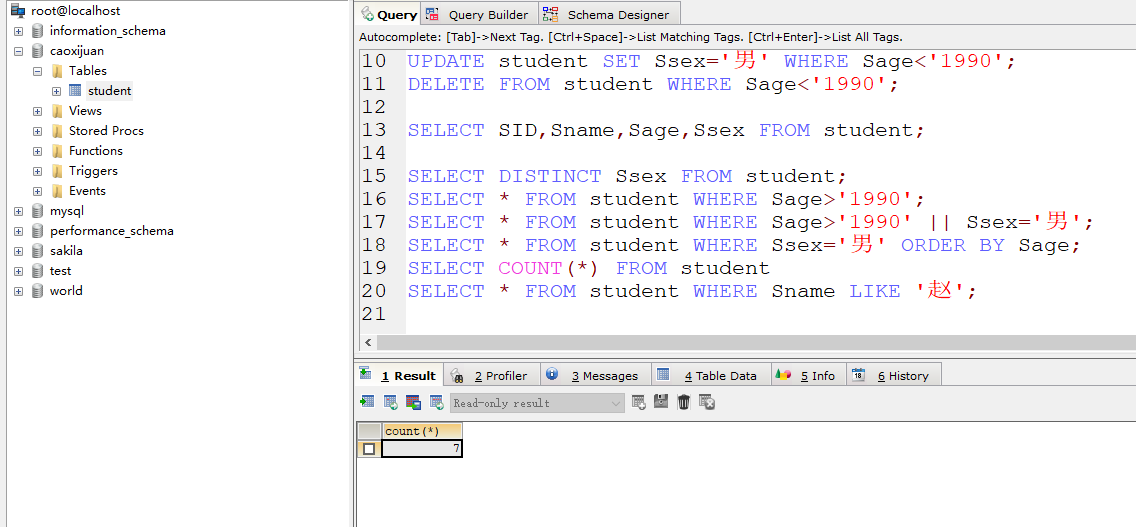 root@localhost
information_schema
caoxijuan
Tables
student
Views
Stored Procs
Functions
Triggers
Events
mysql
performance_schema
sakila
test
world
Query Query Builder Schema Designer
Autocomplete: [Tab]->Next Tag. [Ctrl+Space]->List Matching Tags. [Ctrl+Enter]->List All Tags.
10 UPDATE student SET Ssex='男' WHERE Sage<'1990';
11 DELETE FROM student WHERE Sage<'1990';
12
13 SELECT SID,Sname,Sage,Ssex FROM student;
14
15 SELECT DISTINCT Ssex FROM student;
16 SELECT * FROM student WHERE Sage>'1990';
17 SELECT * FROM student WHERE Sage>'1990' || Ssex='男';
18 SELECT * FROM student WHERE Ssex='男' ORDER BY Sage;
19 SELECT COUNT(*) FROM student
20 SELECT * FROM student WHERE Sname LIKE '赵';
21
1 Result 2 Profiler 3 Messages 4 Table Data 5 Info 6 History
Read-only result
count(*)
7